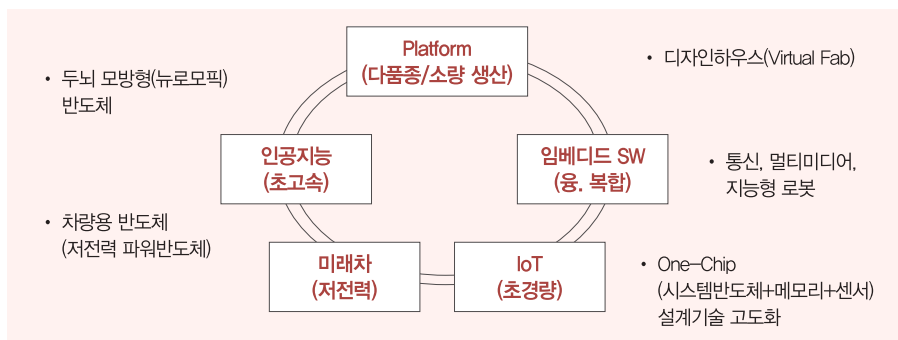 Platform
(다품종/소량 생산)
• 디자인하우스(Virtual Fab)
• 두뇌 모방형(뉴로모픽)
반도체
인공지능
(초고속)
임베디드 SW
(융. 복합)
• 통신, 멀티미디어,
지능형 로봇
• 차량용 반도체
(저전력 파워반도체)
미래차
(저전력)
IoT
(초경량)
• One-Chip
(시스템반도체+메모리+센서)
설계기술 고도화